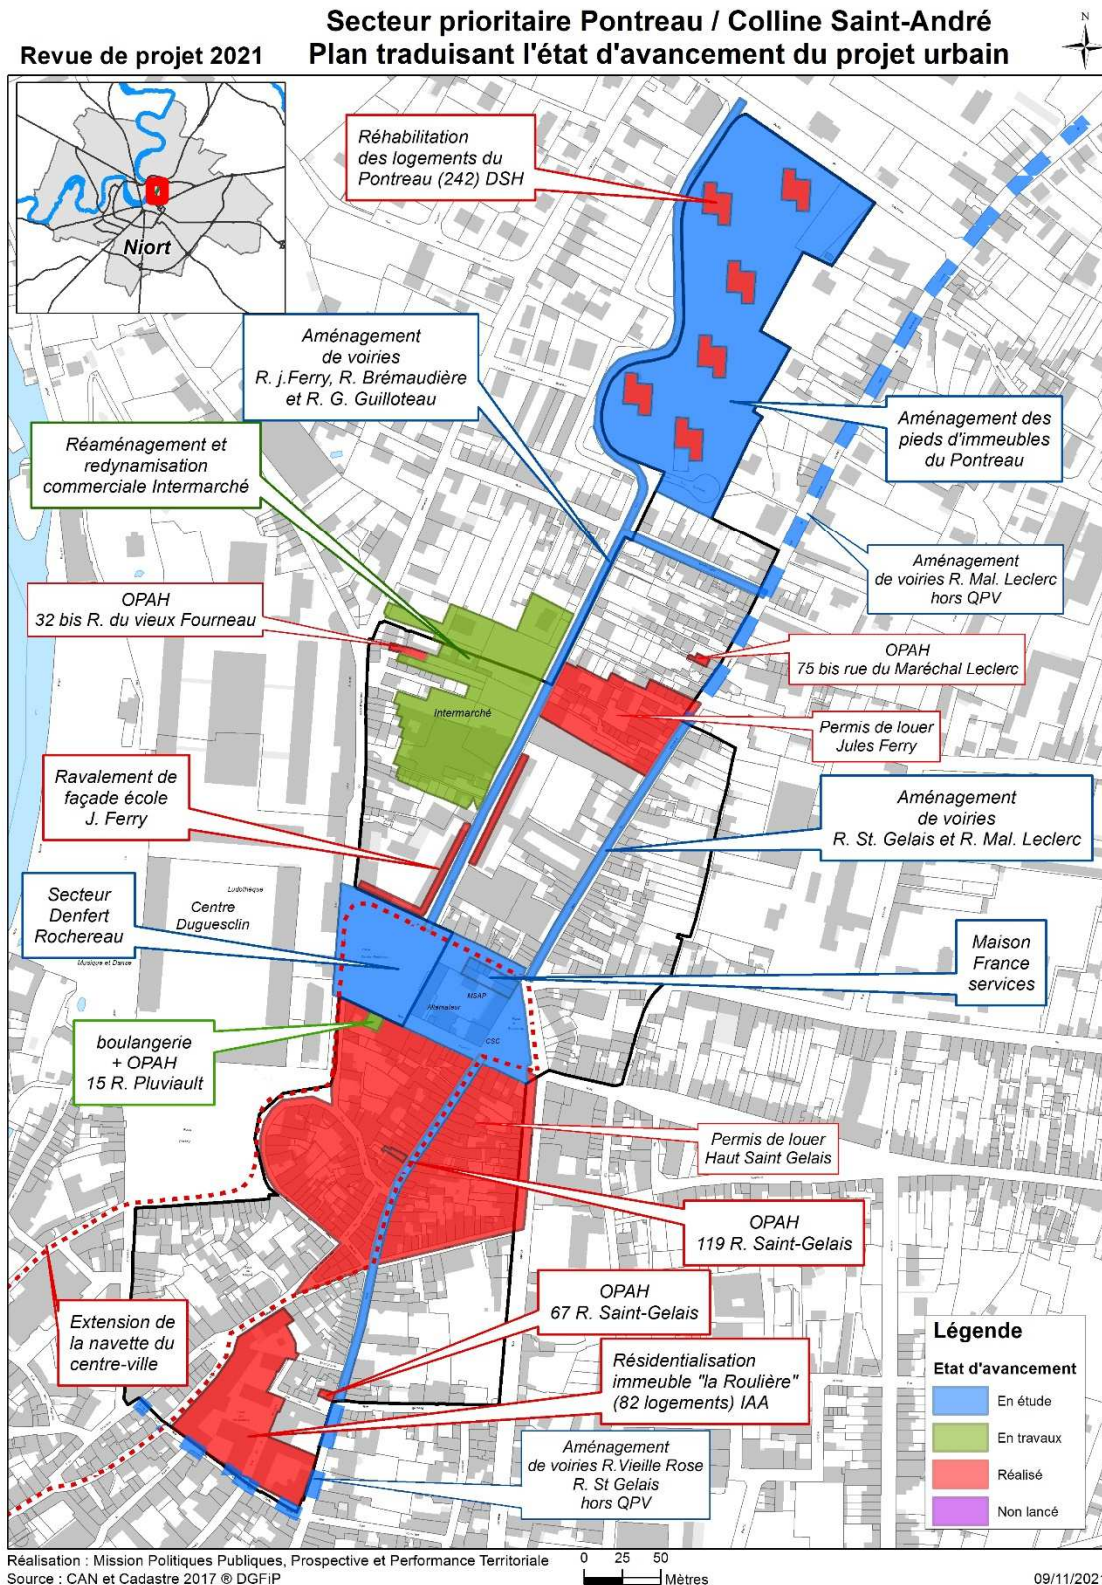 Secteur prioritaire Pontreau / Colline Saint-André
Revue de projet 2021
Plan traduisant l'état d'avancement du projet urbain
N
Niort
Réhabilitation
des logements du
Pontreau (242) DSH
Aménagement
de voiries
R. j.Ferry, R. Brémaudière
et R. G. Guilloteau
Réaménagement et
redynamisation
commerciale Intermarché
Aménagement des
pieds d'immeubles
du Pontreau
Aménagement
de voiries R. Mal. Leclerc
hors QPV
OPAH
32 bis R. du vieux Fourneau
OPAH
75 bis rue du Maréchal Leclerc
Intermarché
Permis de louer
Jules Ferry
Ravalement de
façade école
J. Ferry
Aménagement
de voiries
R. St. Gelais et R. Mal. Leclerc
Secteur
Denfert
Rochereau
Ludothèque
Centre
Duguesclin
Musique et Danse
Maison
France
services
MSAP
CSC
boulangerie
+ OPAH
15 R. Pluviault
Permis de louer
Haut Saint Gelais
OPAH
119 R. Saint-Gelais
Extension de
la navette du
centre-ville
OPAH
67 R. Saint-Gelais
Résidentialisation
immeuble "la Roulière"
(82 logements) IAA
Aménagement
de voiries R.Vieille Rose
R. St Gelais
hors QPV
Légende
Etat d'avancement
En étude
En travaux
Réalisé
Non lancé
Réalisation : Mission Politiques Publiques, Prospective et Performance Territoriale
Source : CAN et Cadastre 2017 ® DGFiP
0 25 50
Mètres
09/11/2021